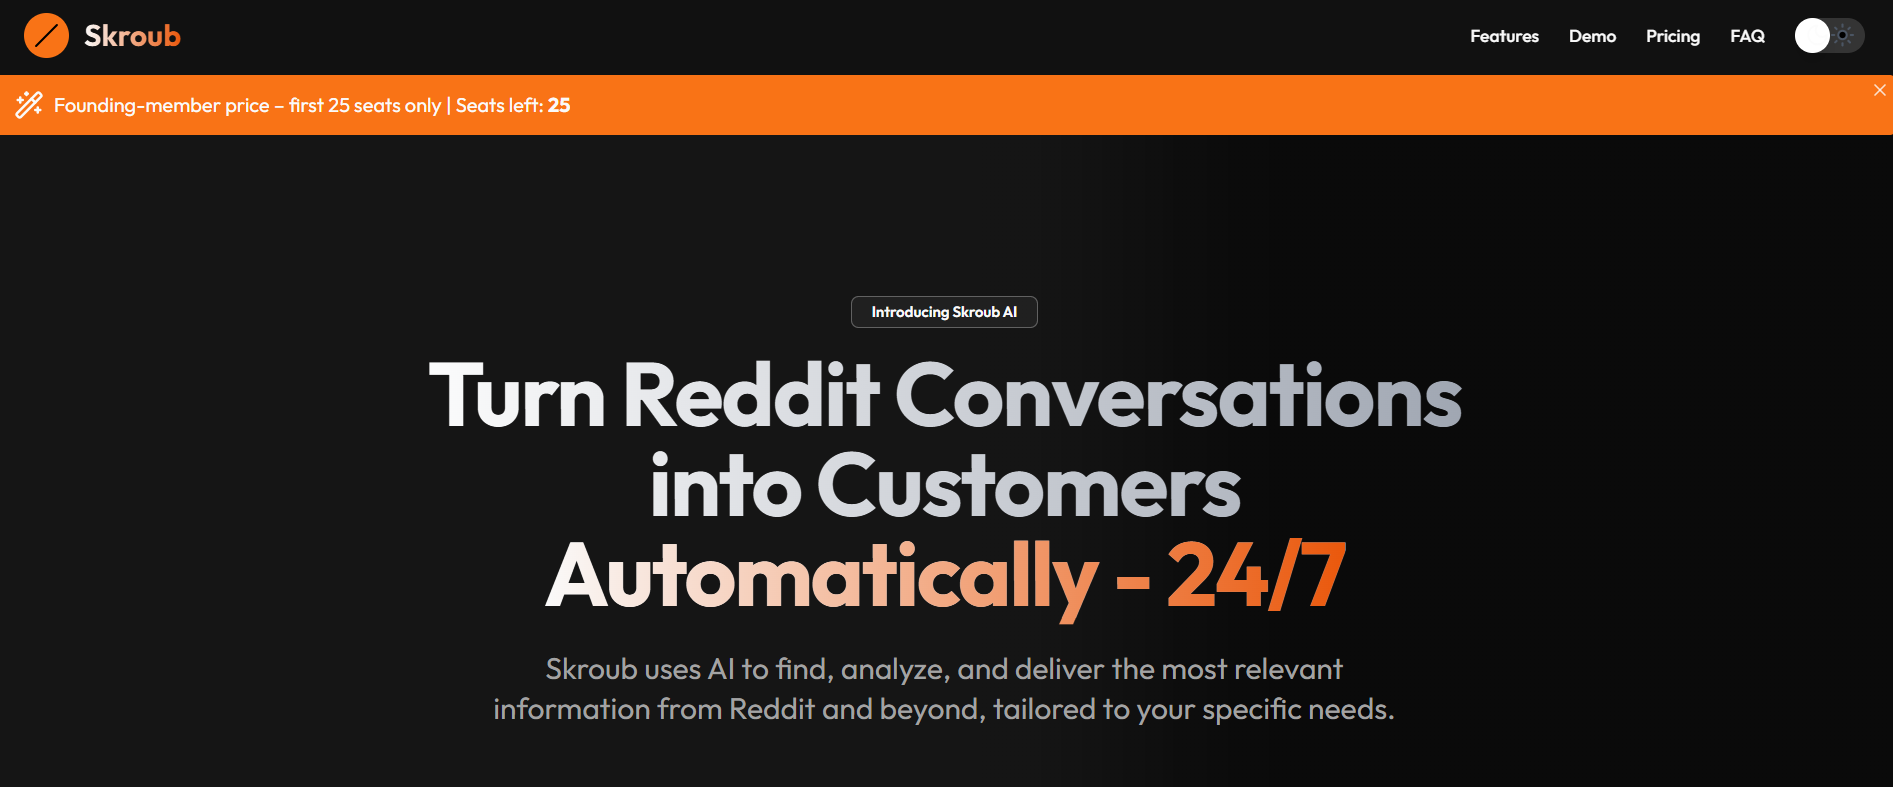 Skroub
Features Demo Pricing FAQ
Founding-member price – first 25 seats only | Seats left: 25
Introducing Skroub AI
Turn Reddit Conversations
into Customers
Automatically - 24/7
Skroub uses AI to find, analyze, and deliver the most relevant
information from Reddit and beyond, tailored to your specific needs.